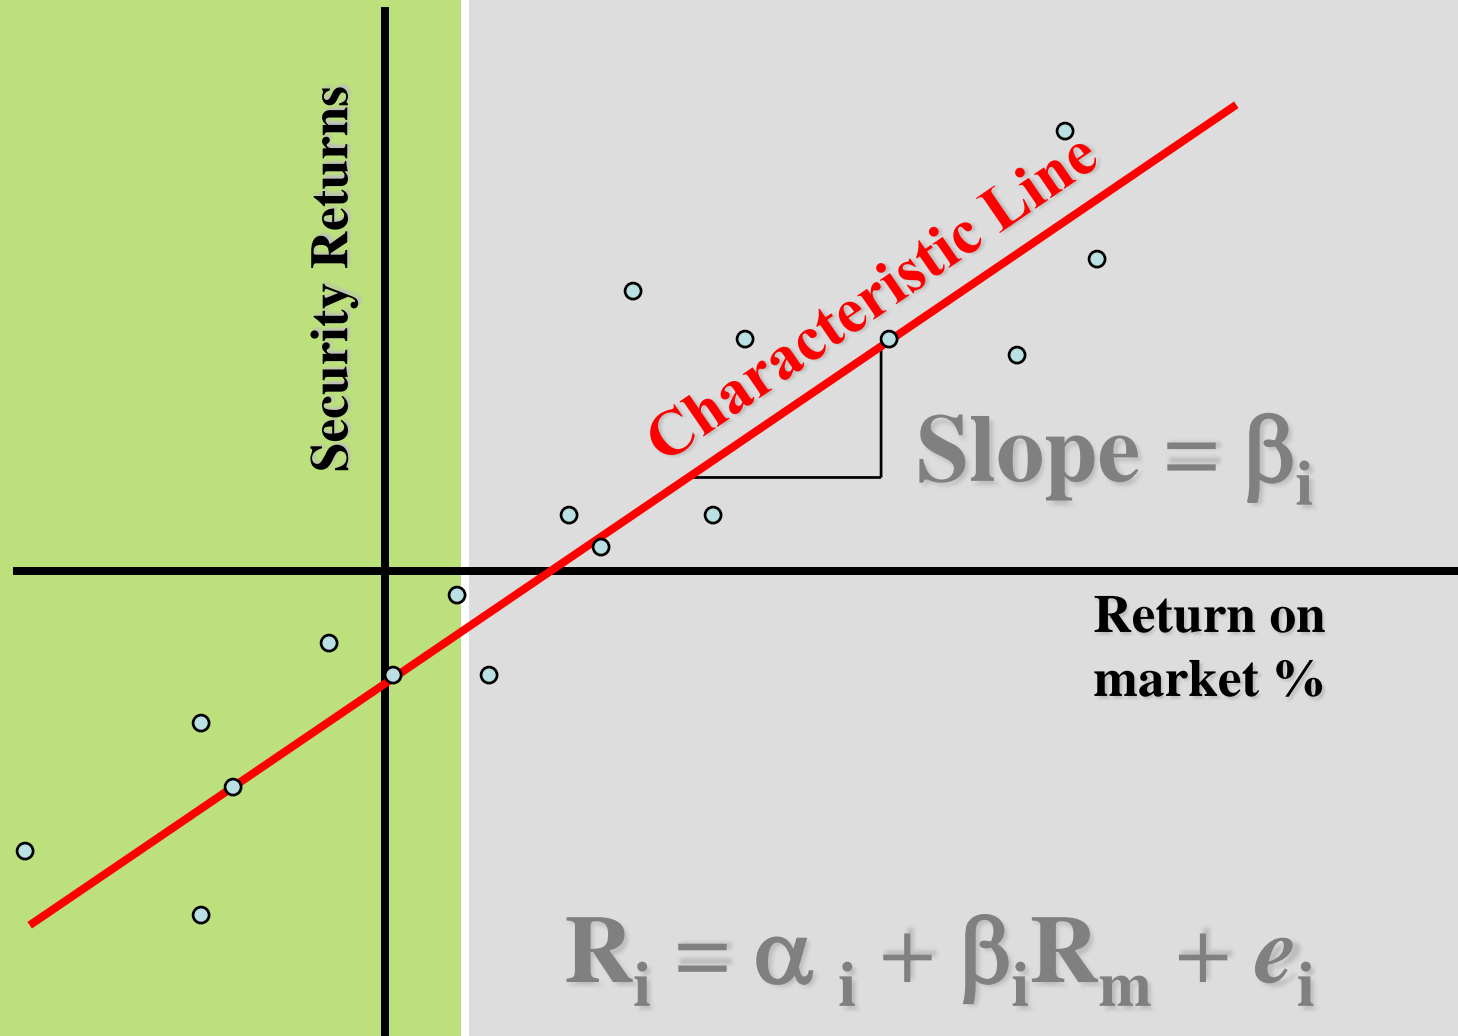 Security Returns
Characteristic Line
Slope = βi
Return on
market %
Ri = α i + βiRm + ei